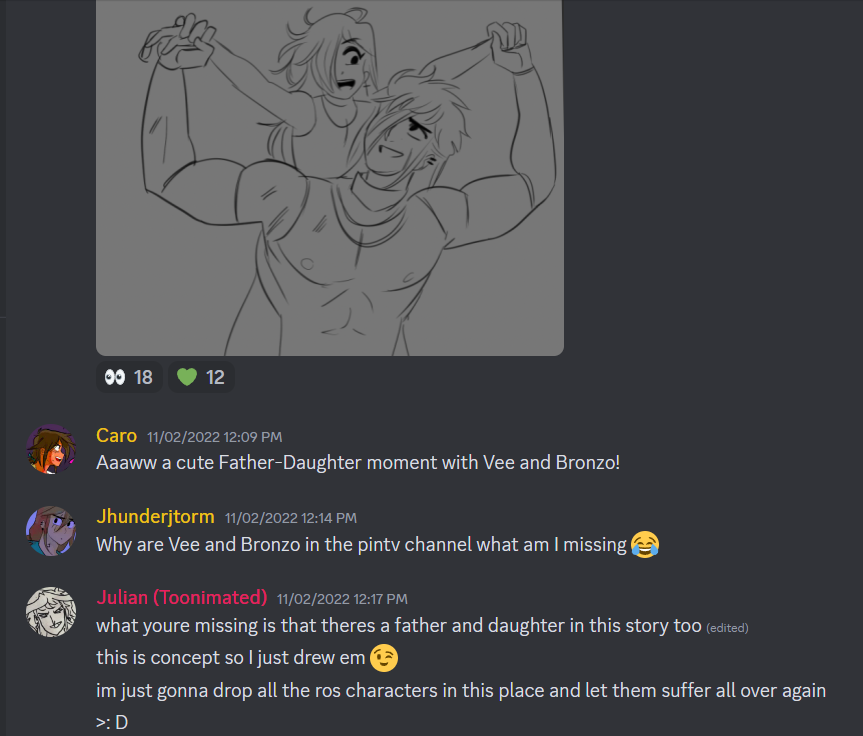 18 12
Caro 11/02/2022 12:09 PM
Aaaww a cute Father-Daughter moment with Vee and Bronzo!
Jhunderjtorm 11/02/2022 12:14 PM
Why are Vee and Bronzo in the pintv channel what am I missing 😂
Julian (Toonimated) 11/02/2022 12:17 PM
what youre missing is that theres a father and daughter in this story too (edited)
this is concept so I just drew em 😉
im just gonna drop all the ros characters in this place and let them suffer all over again
>: D